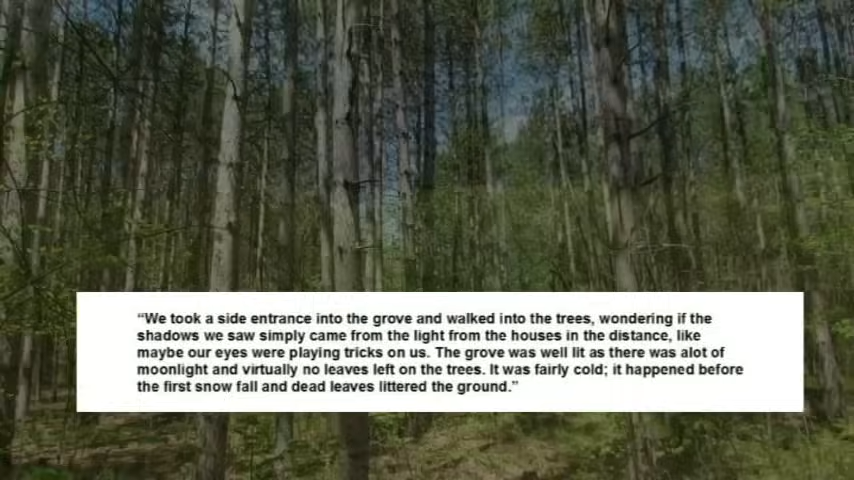 “We took a side entrance into the grove and walked into the trees, wondering if the
shadows we saw simply came from the light from the houses in the distance, like
maybe our eyes were playing tricks on us. The grove was well lit as there was alot of
moonlight and virtually no leaves left on the trees. It was fairly cold; it happened before
the first snow fall and dead leaves littered the ground.”